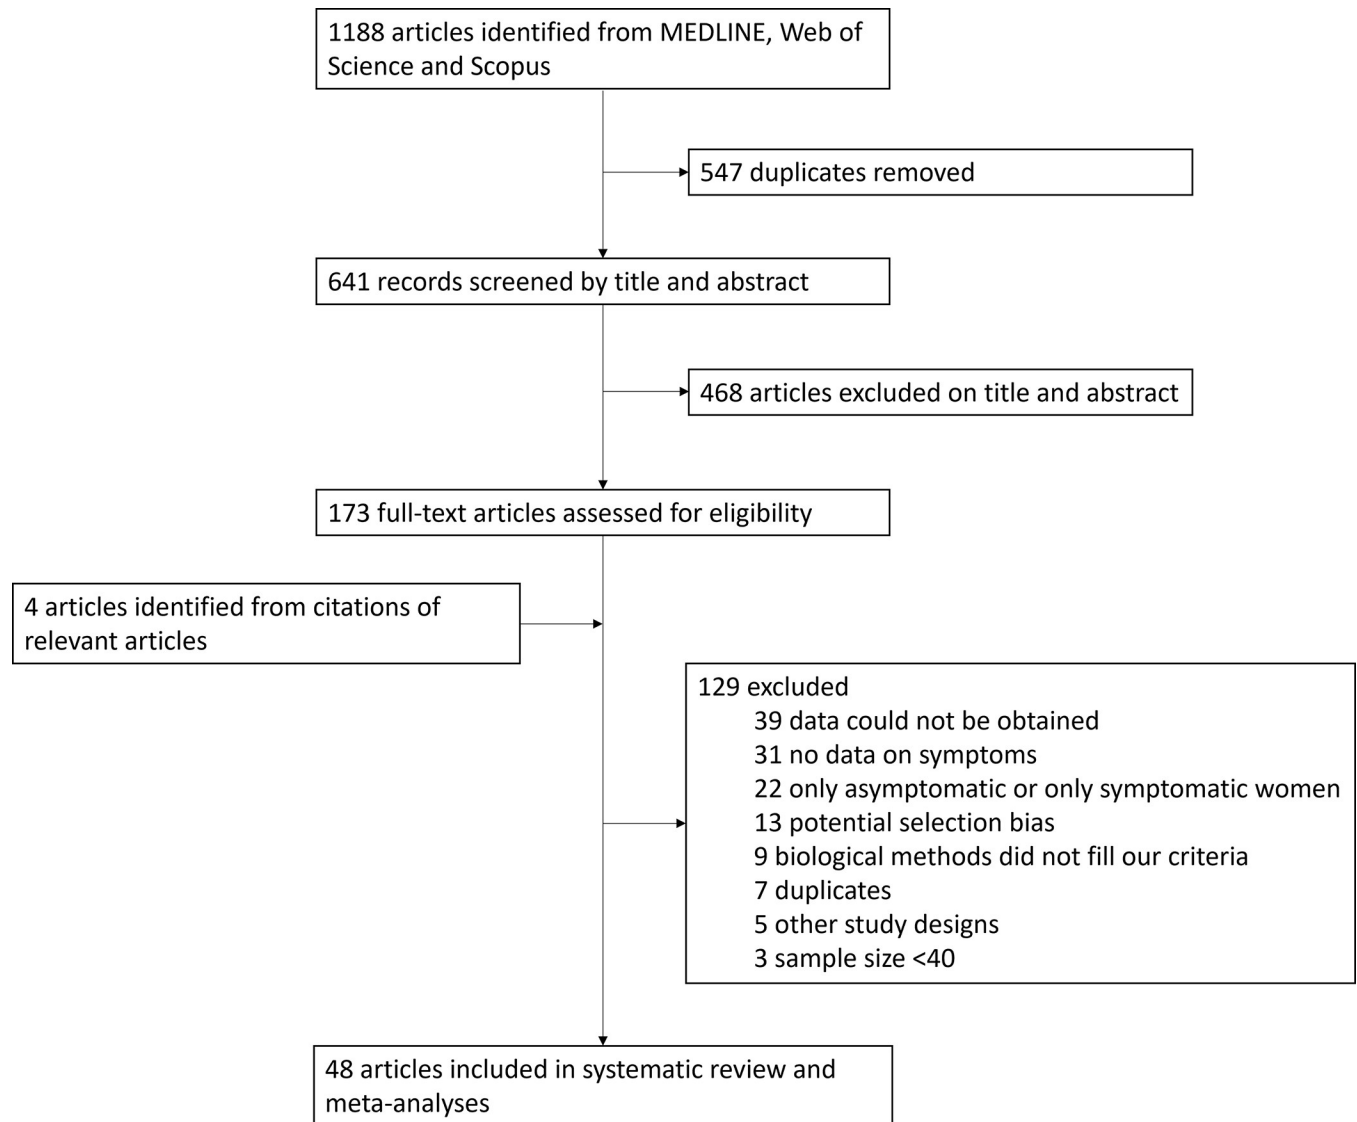 1188 articles identified from MEDLINE, Web of
Science and Scopus
547 duplicates removed
641 records screened by title and abstract
468 articles excluded on title and abstract
173 full-text articles assessed for eligibility
4 articles identified from citations of
relevant articles
129 excluded
39 data could not be obtained
31 no data on symptoms
22 only asymptomatic or only symptomatic women
13 potential selection bias
9 biological methods did not fill our criteria
7 duplicates
5 other study designs
3 sample size <40
48 articles included in systematic review and
meta-analyses